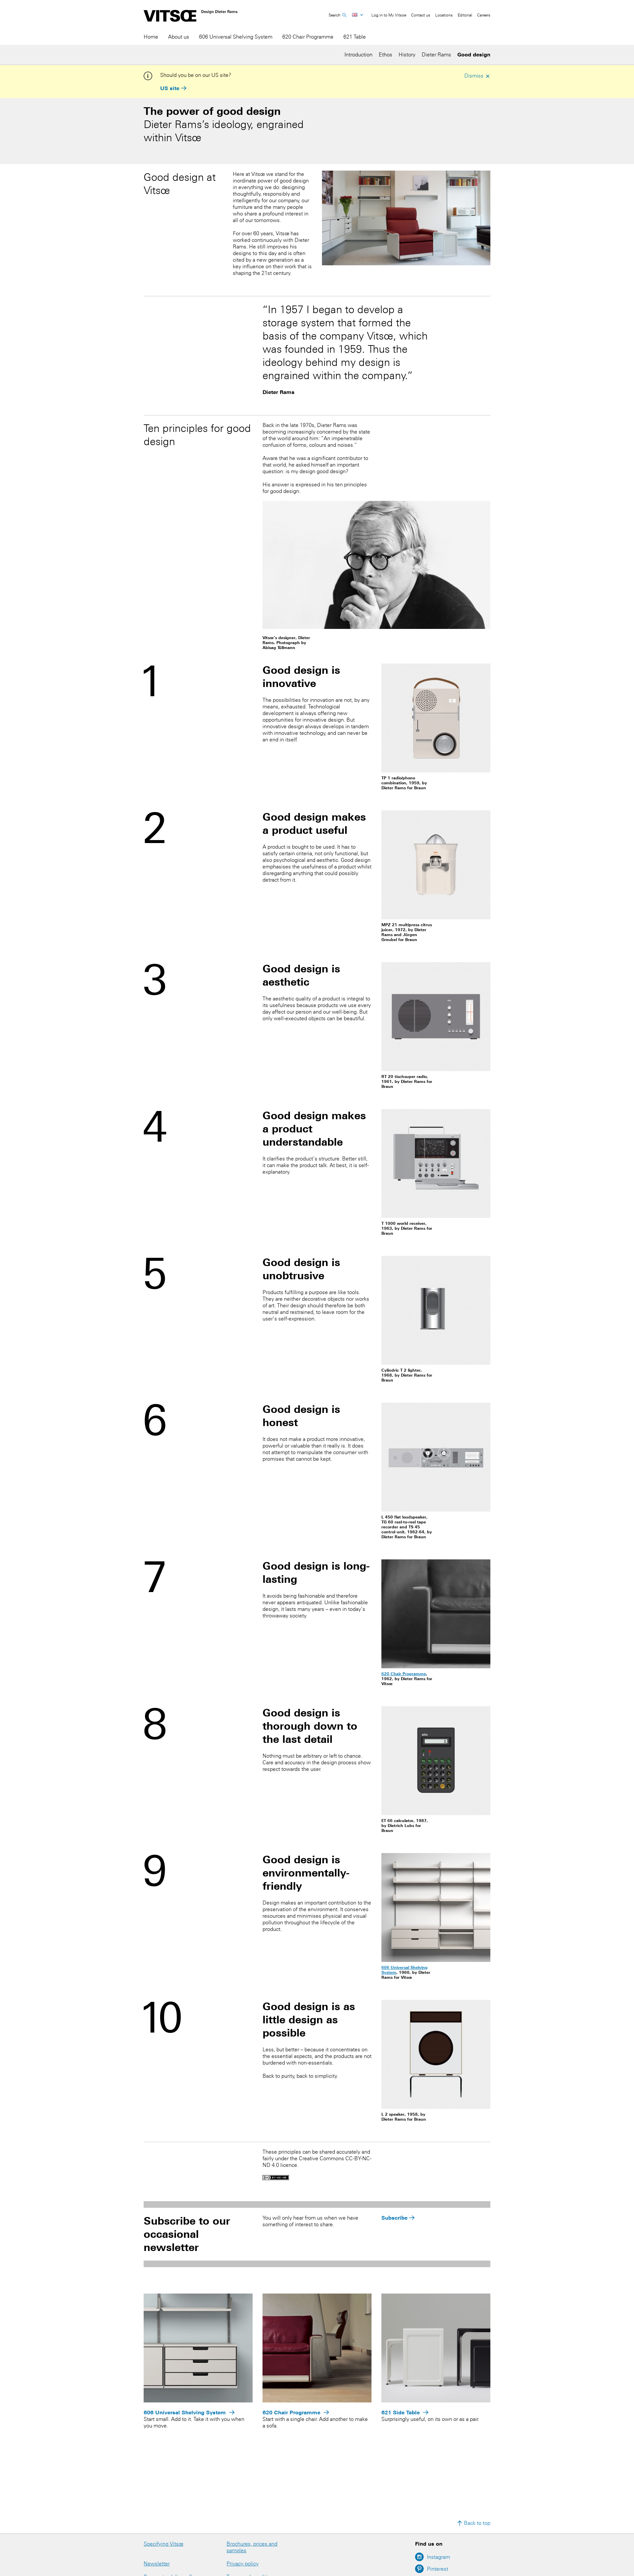 VITSŒ
Design Dieter Rams
Search
Log in to My Vitsoe
Contact us
Locations
Editorial
Careers
Home
About us
606 Universal Shelving System
620 Chair Programme
621 Table
Introduction
Ethos
History
Dieter Rams
Good design
Should you be on our US site?
Dismiss ×
US site →
The power of good design
Dieter Rams’s ideology, engrained
within Vitsœ
Good design at
Vitsœ
Here at Vitsœ we stand for the
inordinate power of good design
in everything we do: designing
thoughtfully, responsibly and
intelligently for our company, our
furniture and the many people
who share a profound interest in
all of our tomorrows.
For over 60 years, Vitsœ has
worked continuously with Dieter
Rams. He still improves his
designs to this day and is often
cited by a new generation as a
key influence on their work that is
shaping the 21st century.
“In 1957 I began to develop a
storage system that formed the
basis of the company Vitsœ, which
was founded in 1959. Thus the
ideology behind my design is
engrained within the company.”
Dieter Rams
Ten principles for good
design
Back in the late 1970s, Dieter Rams was
becoming increasingly concerned by the state
of the world around him: “An impenetrable
confusion of forms, colours and noises.”
Aware that he was a significant contributor to
that world, he asked himself an important
question: is my design good design?
His answer is expressed in his ten principles
for good design.
Vitsœ’s designer, Dieter
Rams. Photograph by
Abisag Tüllmann
1
Good design is
innovative
The possibilities for innovation are not, by any
means, exhausted. Technological
development is always offering new
opportunities for innovative design. But
innovative design always develops in tandem
with innovative technology, and can never be
an end in itself.
TP 1 radio/phono
combination, 1959, by
Dieter Rams for Braun
2
Good design makes
a product useful
A product is bought to be used. It has to
satisfy certain criteria, not only functional, but
also psychological and aesthetic. Good design
emphasises the usefulness of a product whilst
disregarding anything that could possibly
detract from it.
MPZ 21 multipress citrus
juicer, 1972, by Dieter
Rams and Jürgen
Greubel for Braun
3
Good design is
aesthetic
The aesthetic quality of a product is integral to
its usefulness because products we use every
day affect our person and our well-being. But
only well-executed objects can be beautiful.
RT 20 tischsuper radio,
1961, by Dieter Rams for
Braun
4
Good design makes
a product
understandable
It clarifies the product’s structure. Better still,
it can make the product talk. At best, it is self-
explanatory.
T 1000 world receiver,
1963, by Dieter Rams for
Braun
5
Good design is
unobtrusive
Products fulfilling a purpose are like tools.
They are neither decorative objects nor works
of art. Their design should therefore be both
neutral and restrained, to leave room for the
user’s self-expression.
Cylindric T 2 lighter,
1968, by Dieter Rams for
Braun
6
Good design is
honest
It does not make a product more innovative,
powerful or valuable than it really is. It does
not attempt to manipulate the consumer with
promises that cannot be kept.
L 450 flat loudspeaker,
TG 60 reel-to-reel tape
recorder and TS 45
control unit, 1962-64, by
Dieter Rams for Braun
7
Good design is long-
lasting
It avoids being fashionable and therefore
never appears antiquated. Unlike fashionable
design, it lasts many years – even in today’s
throwaway society.
620 Chair Programme,
1962, by Dieter Rams for
Vitsœ
8
Good design is
thorough down to
the last detail
Nothing must be arbitrary or left to chance.
Care and accuracy in the design process show
respect towards the user.
ET 66 calculator, 1987,
by Dietrich Lubs for
Braun
9
Good design is
environmentally-
friendly
Design makes an important contribution to the
preservation of the environment. It conserves
resources and minimises physical and visual
pollution throughout the lifecycle of the
product.
606 Universal Shelving
System, 1960, by Dieter
Rams for Vitsœ
10
Good design is as
little design as
possible
Less, but better – because it concentrates on
the essential aspects, and the products are not
burdened with non-essentials.
Back to purity, back to simplicity.
L 2 speaker, 1958, by
Dieter Rams for Braun
These principles can be shared accurately and
fairly under the Creative Commons CC-BY-NC-
ND 4.0 licence.
Subscribe to our
occasional
newsletter
You will only hear from us when we have
something of interest to share.
Subscribe →
606 Universal Shelving System →
Start small. Add to it. Take it with you when
you move.
620 Chair Programme →
Start with a single chair. Add another to make
a sofa.
621 Side Table →
Surprisingly useful, on its own or as a pair.
↑ Back to top
Specifying Vitsœ
Brochures, prices and
samples
Find us on
Newsletter
Privacy policy
Instagram
Pinterest